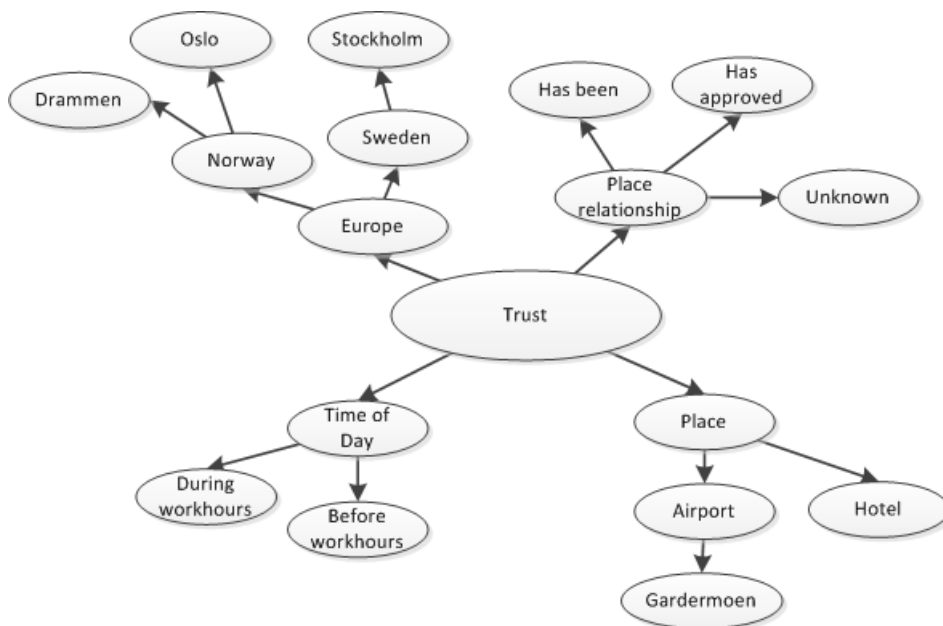 Oslo
Stockholm
Drammen
Has been
Has
approved
Sweden
Norway
Place
relationship
Unknown
Europe
Trust
Time of
Day
Place
During
workhours
Before
workhours
Airport
Hotel
Gardermoen